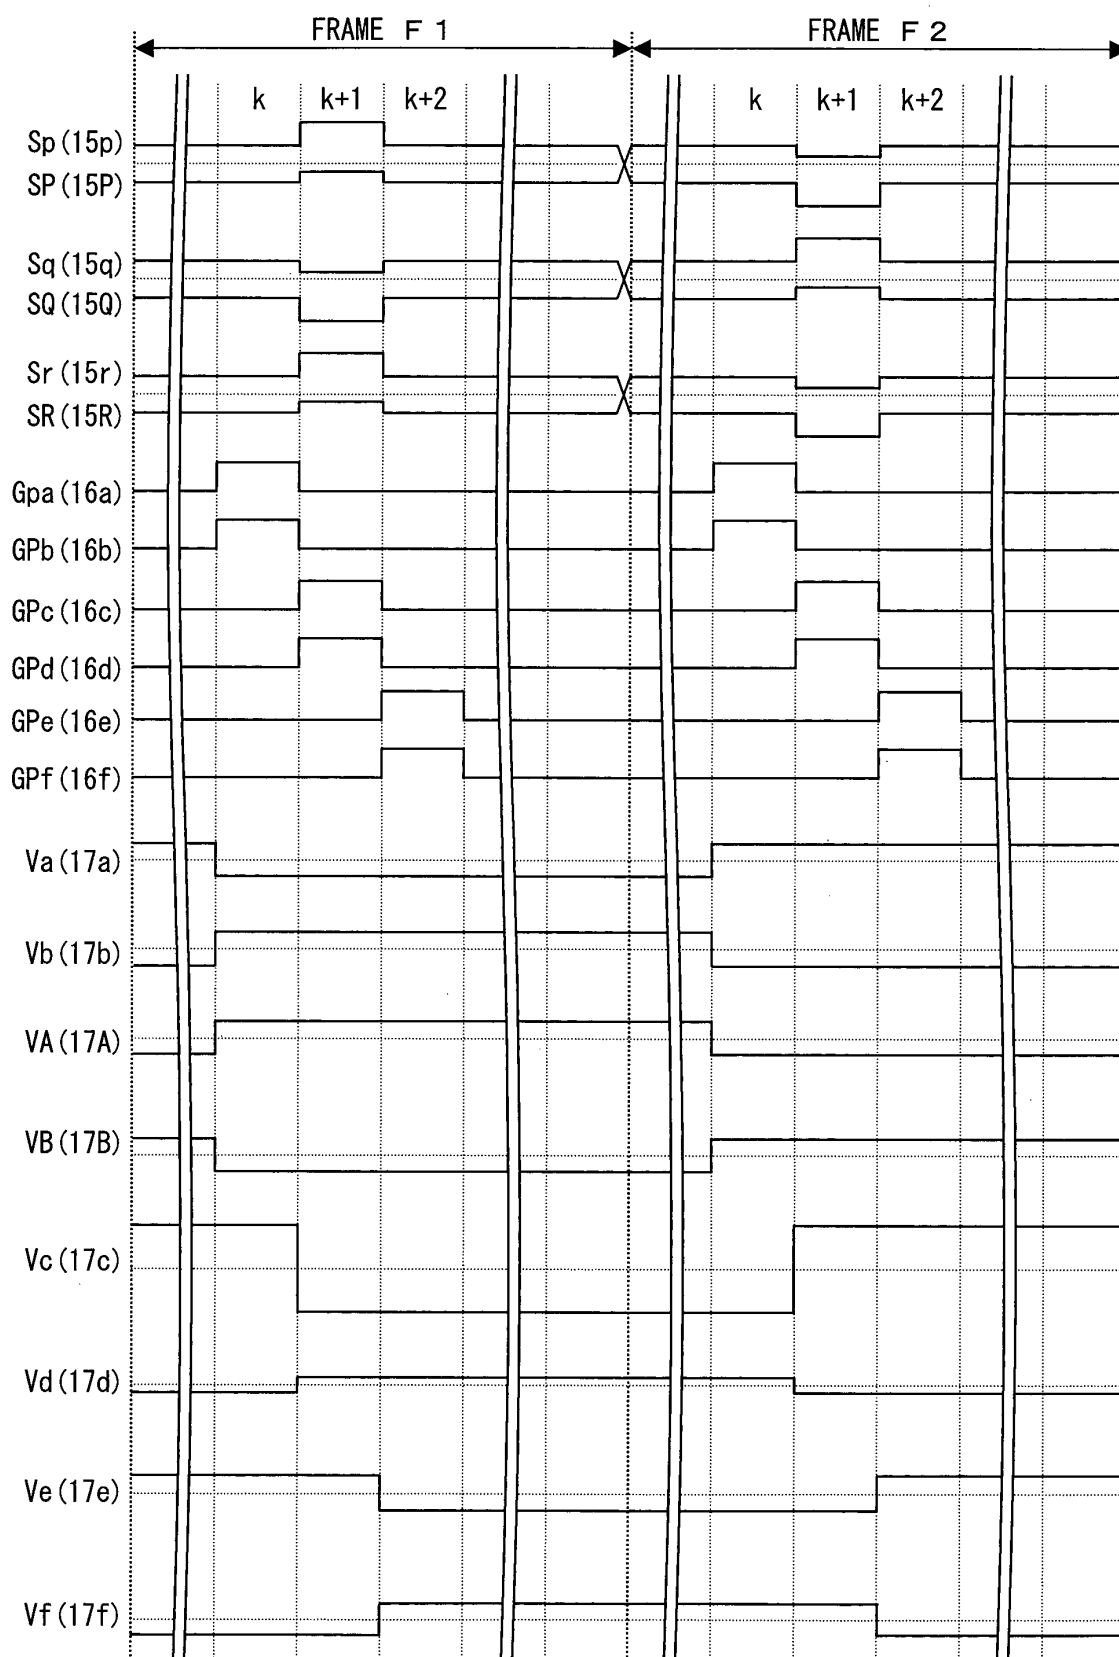 FRAME F1 FRAME F2
k k+1 k+2 k k+1 k+2
Sp(15p)
SP(15P)
Sq(15q)
SQ(15Q)
Sr(15r)
SR(15R)
Gpa(16a)
GPb(16b)
GPc(16c)
GPd(16d)
GPe(16e)
GPf(16f)
Va(17a)
Vb(17b)
VA(17A)
VB(17B)
Vc(17c)
Vd(17d)
Ve(17e)
Vf(17f)